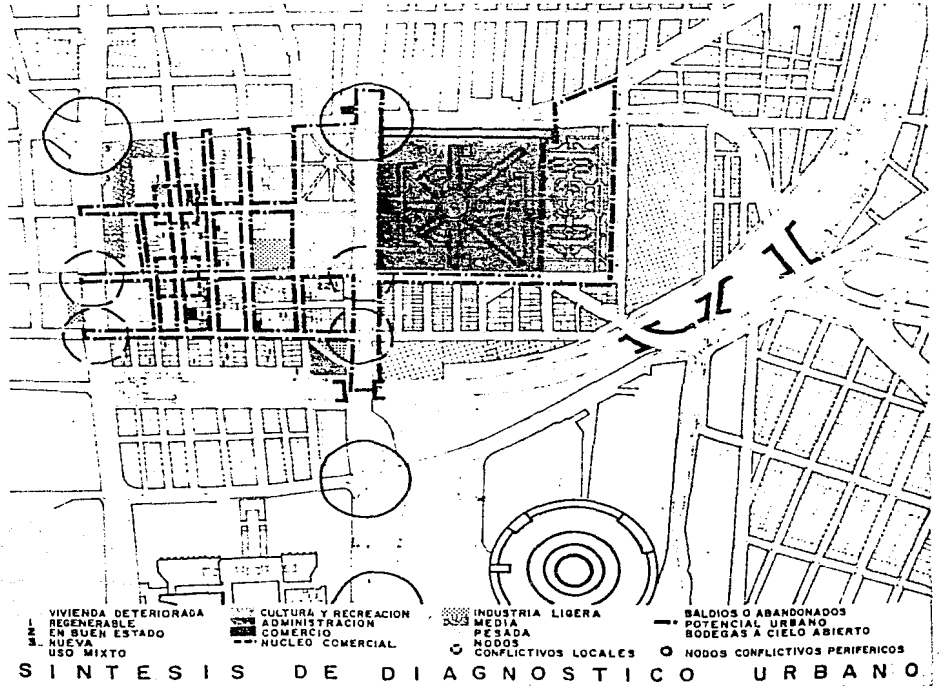 VIVIENDA DETERIORADA
1 REGENERABLE
2 EN BUEN ESTADO
3 NUEVA
USO MIXTO
CULTURA Y RECREACION
ADMINISTRACION
COMERCIO
NUCLEO COMERCIAL
INDUSTRIA LIGERA
MEDIA
PESADA
NODOS
CONFLICTIVOS LOCALES
BALDIOS O ABANDONADOS
POTENCIAL URBANO
BODEGAS A CIELO ABIERTO
NODOS CONFLICTIVOS PERIFERICOS
SINTESIS DE DIAGNOSTICO URBANO